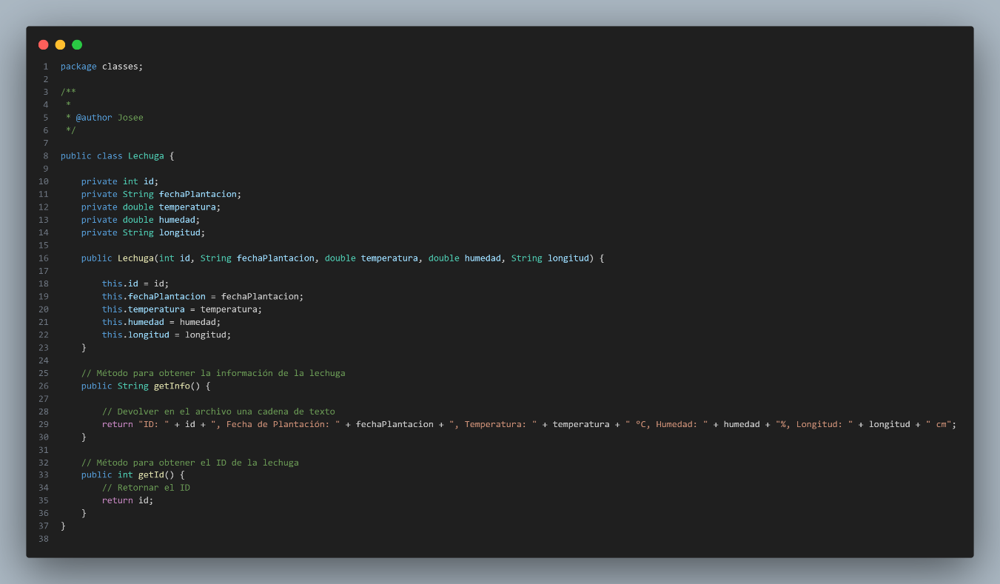 1 package classes;
2
3 /**
4  *
5  * @author Josee
6  */
7
8 public class Lechuga {
9
10     private int id;
11     private String fechaPlantacion;
12     private double temperatura;
13     private double humedad;
14     private String longitud;
15
16     public Lechuga(int id, String fechaPlantacion, double temperatura, double humedad, String longitud) {
17
18         this.id = id;
19         this.fechaPlantacion = fechaPlantacion;
20         this.temperatura = temperatura;
21         this.humedad = humedad;
22         this.longitud = longitud;
23     }
24
25     // Método para obtener la información de la lechuga
26     public String getInfo() {
27
28         // Devolver en el archivo una cadena de texto
29         return "ID: " + id + ", Fecha de Plantación: " + fechaPlantacion + ", Temperatura: " + temperatura + " ºC, Humedad: " + humedad + "%, Longitud: " + longitud + " cm";
30     }
31
32     // Método para obtener el ID de la lechuga
33     public int getId() {
34         // Retornar el ID
35         return id;
36     }
37 }
38